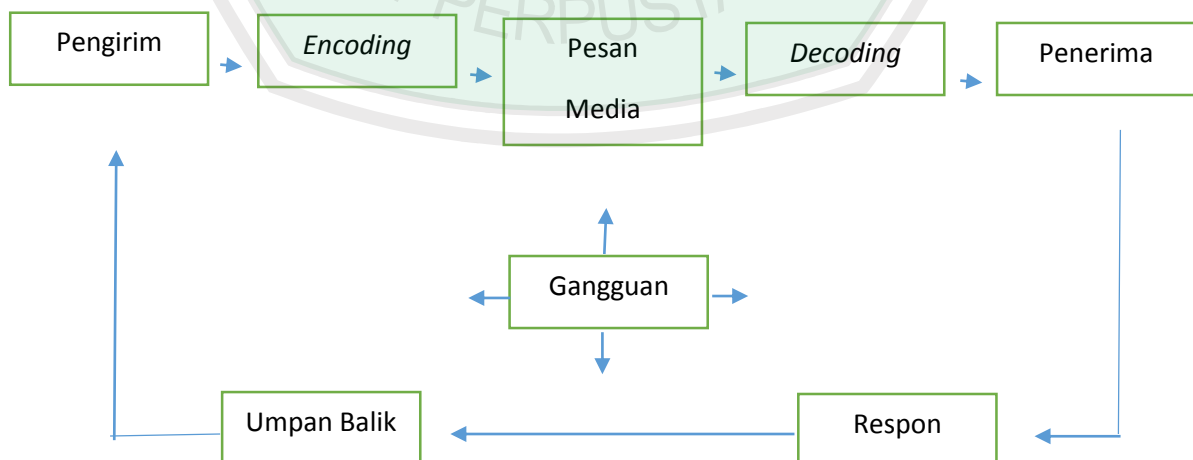 Pengirim
Encoding
Pesan
Media
Decoding
Penerima
Gangguan
Umpan Balik
Respon